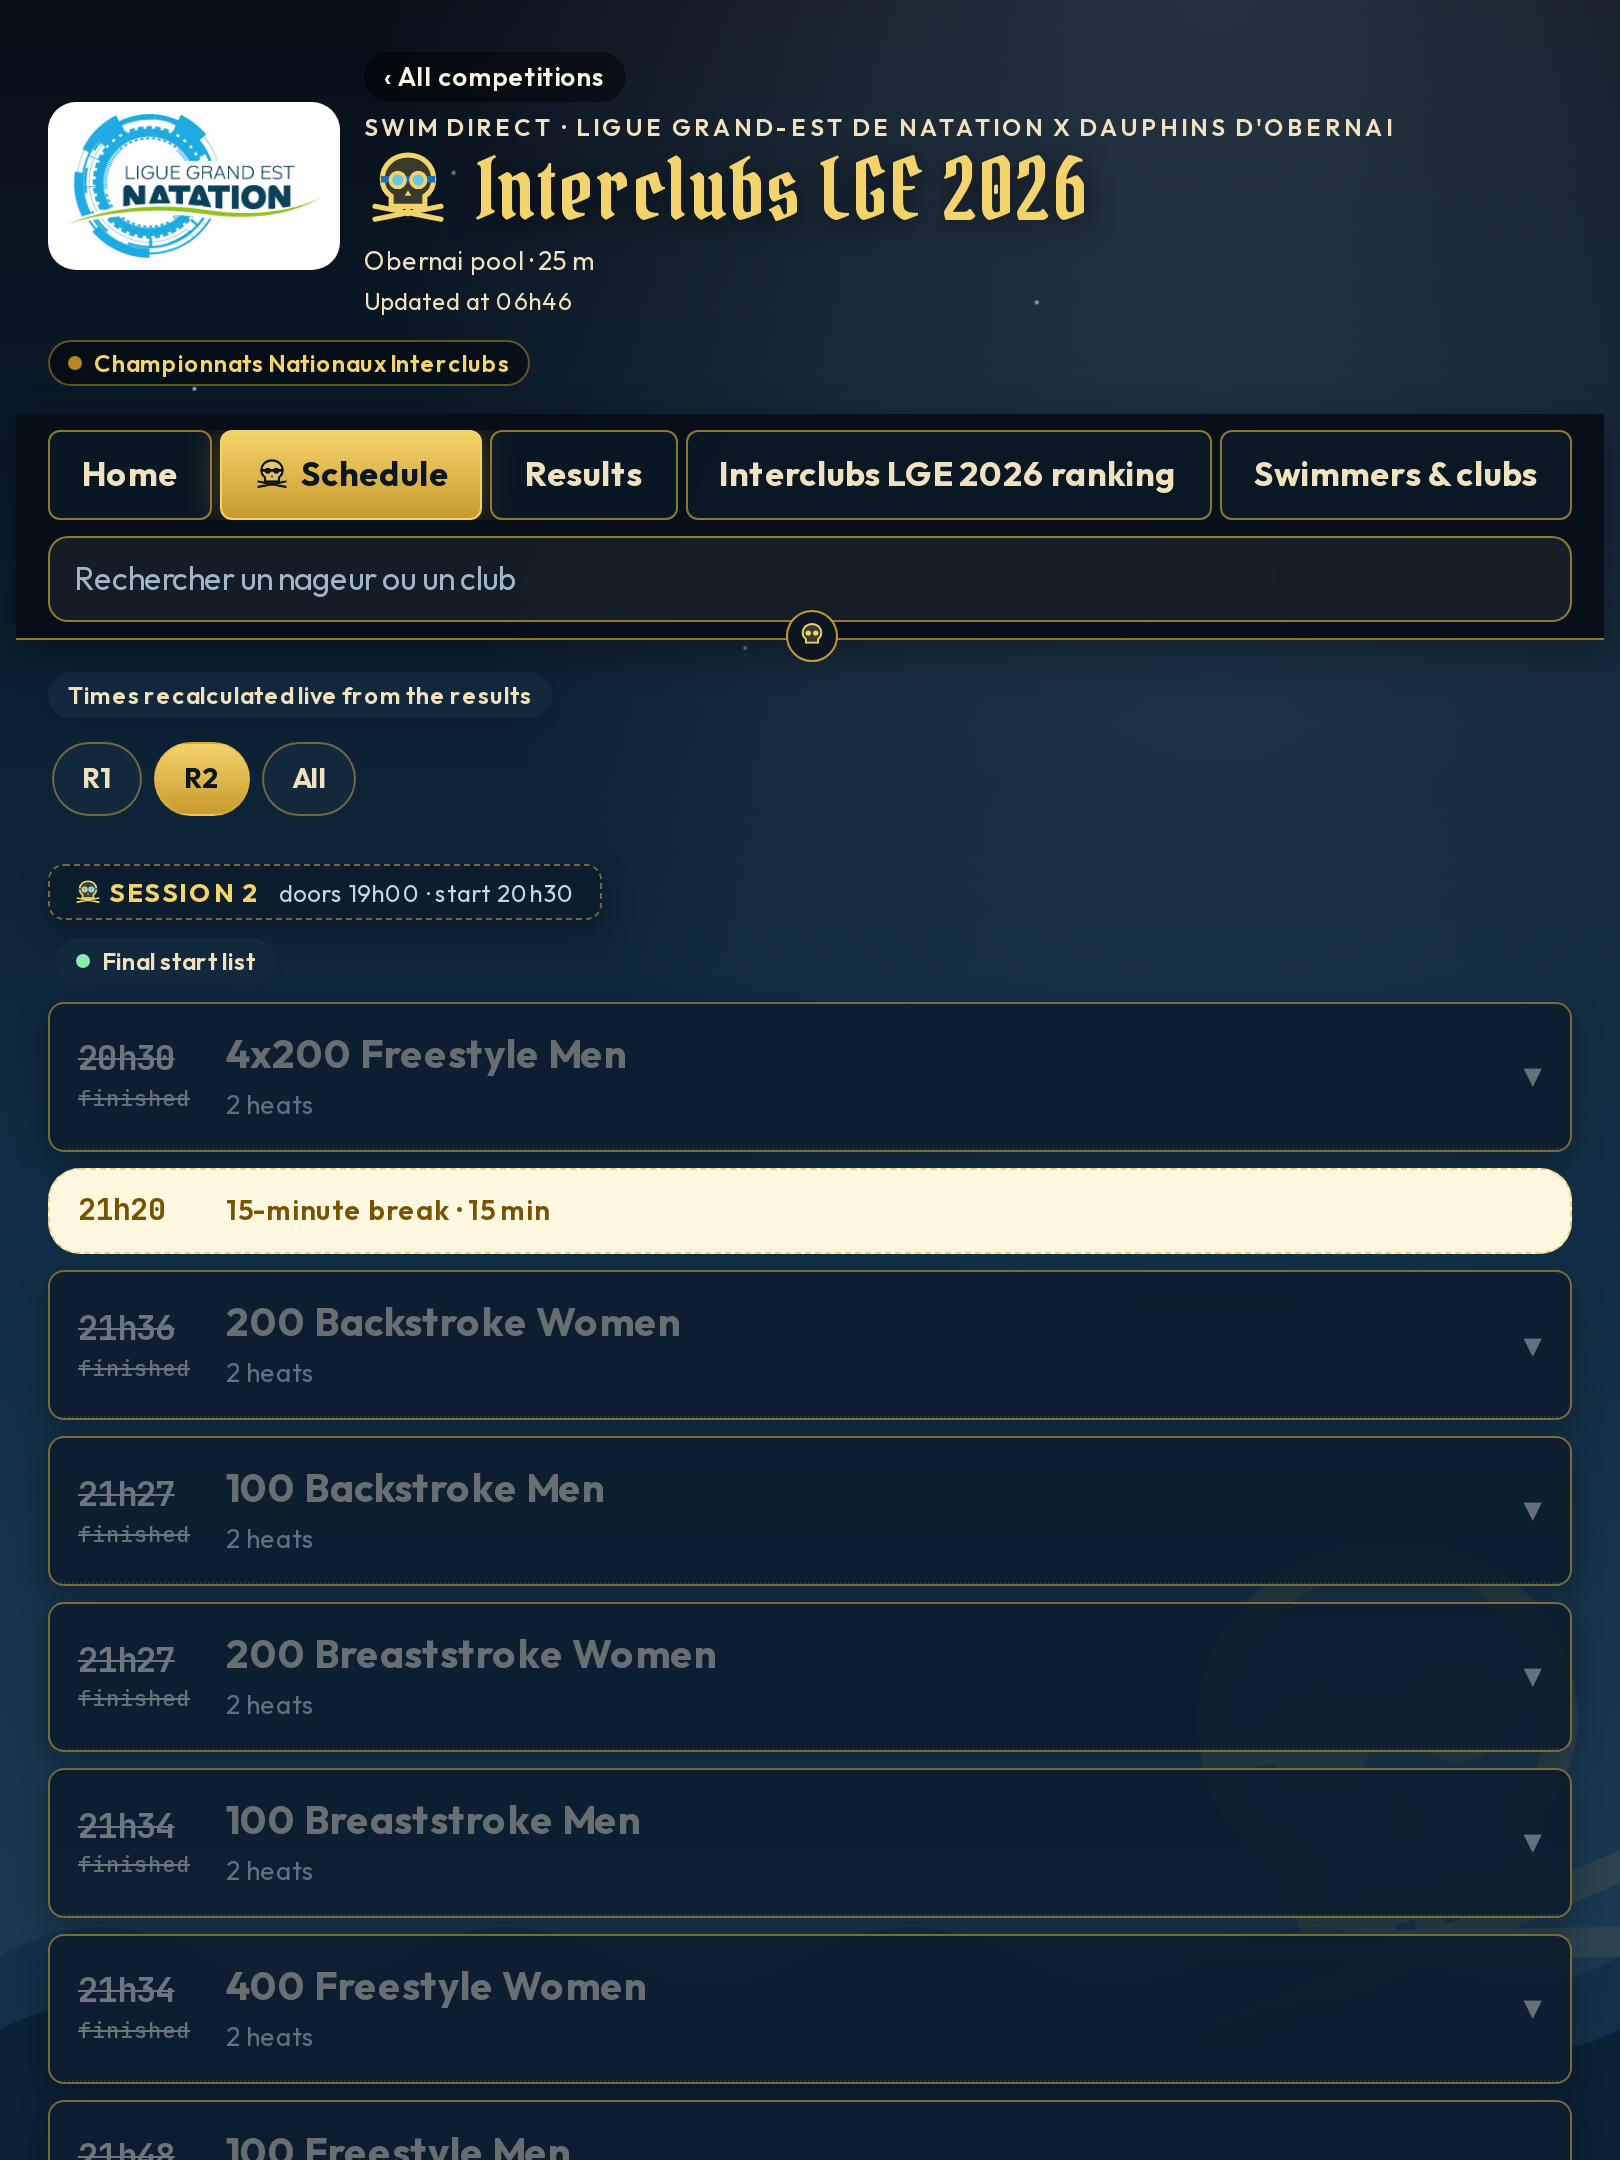 ‹ All competitions
SWIM DIRECT · LIGUE GRAND-EST DE NATATION X DAUPHINS D'OBERNAI
LIGUE GRAND EST
NATATION
Interclubs LGE 2026
Obernai pool · 25 m
Updated at 06h46
Championnats Nationaux Interclubs
Home
Schedule
Results
Interclubs LGE 2026 ranking
Swimmers & clubs
Rechercher un nageur ou un club
Times recalculated live from the results
R1
R2
All
SESSION 2 doors 19h00 · start 20h30
Final start list
20h30 4x200 Freestyle Men
finished 2 heats
21h20 15-minute break · 15 min
21h36 200 Backstroke Women
finished 2 heats
21h27 100 Backstroke Men
finished 2 heats
21h27 200 Breaststroke Women
finished 2 heats
21h34 100 Breaststroke Men
finished 2 heats
21h34 400 Freestyle Women
finished 2 heats
21h48 100 Freestyle Men